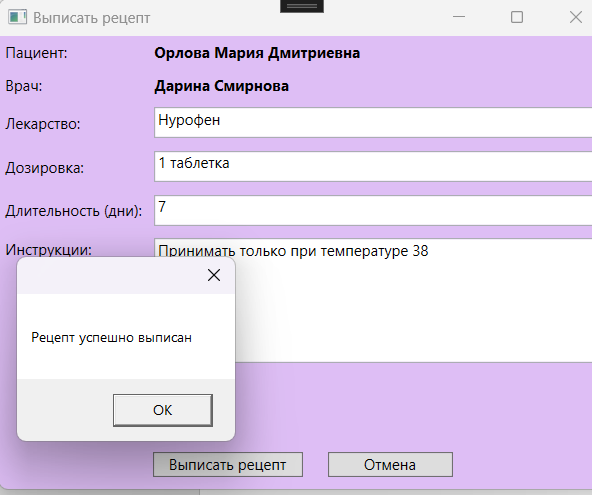 Выписать рецепт
Пациент: Орлова Мария Дмитриевна
Врач: Дарина Смирнова
Лекарство: Нурофен
Дозировка: 1 таблетка
Длительность (дни): 7
Инструкции: Принимать только при температуре 38
Рецепт успешно выписан
ОК
Выписать рецепт Отмена